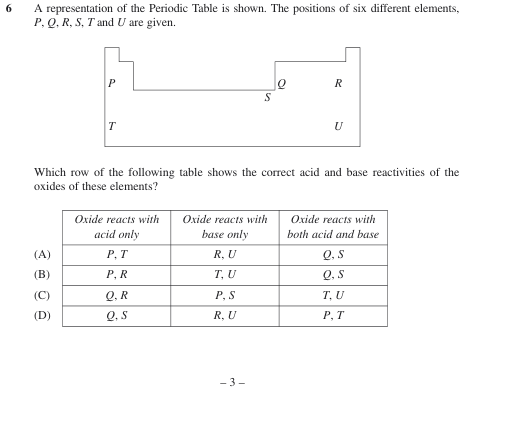 6 A representation of the Periodic Table is shown. The positions of six different elements,
P, Q, R, S, T and U are given.
P Q R
S
T U
Which row of the following table shows the correct acid and base reactivities of the
oxides of these elements?
Oxide reacts with acid only Oxide reacts with base only Oxide reacts with both acid and base
(A) P, T R, U Q, S
(B) P, R T, U Q, S
(C) Q, R P, S T, U
(D) Q, S R, U P, T
– 3 –